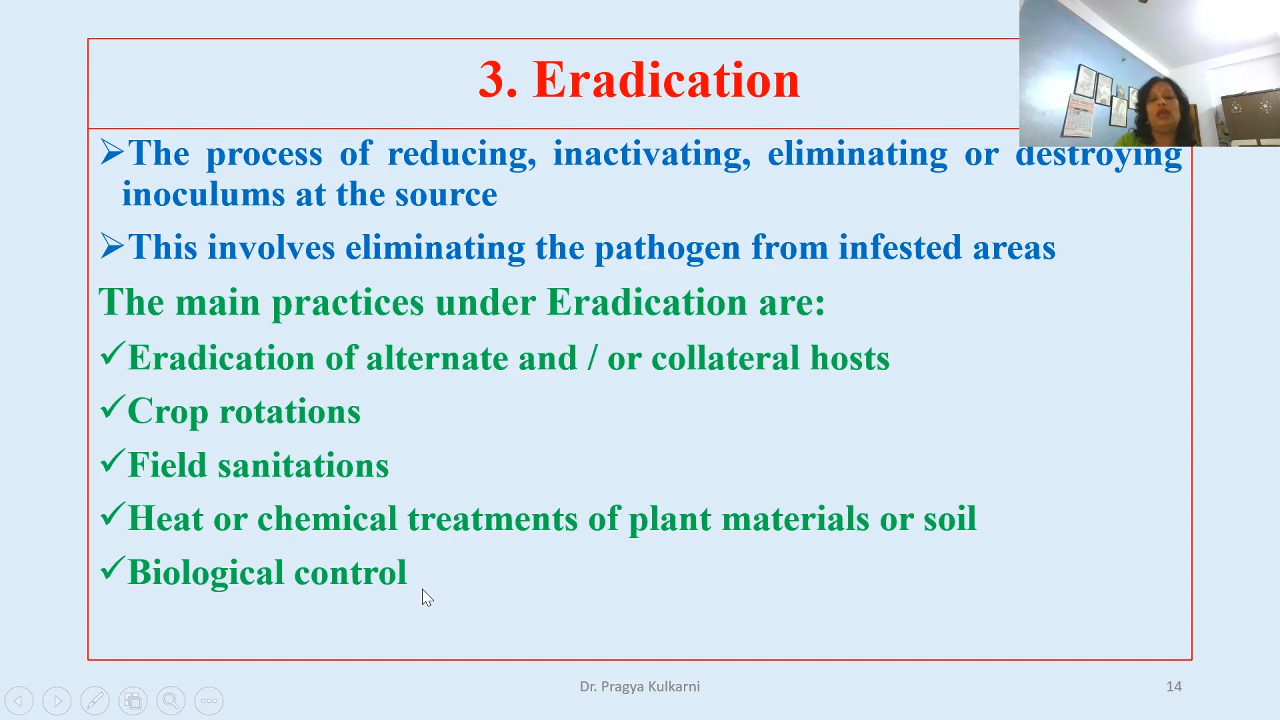 3. Eradication
➢The process of reducing, inactivating, eliminating or destroying
inoculums at the source
➢This involves eliminating the pathogen from infested areas
The main practices under Eradication are:
✓Eradication of alternate and / or collateral hosts
✓Crop rotations
✓Field sanitations
✓Heat or chemical treatments of plant materials or soil
✓Biological control
Dr. Pragya Kulkarni
14